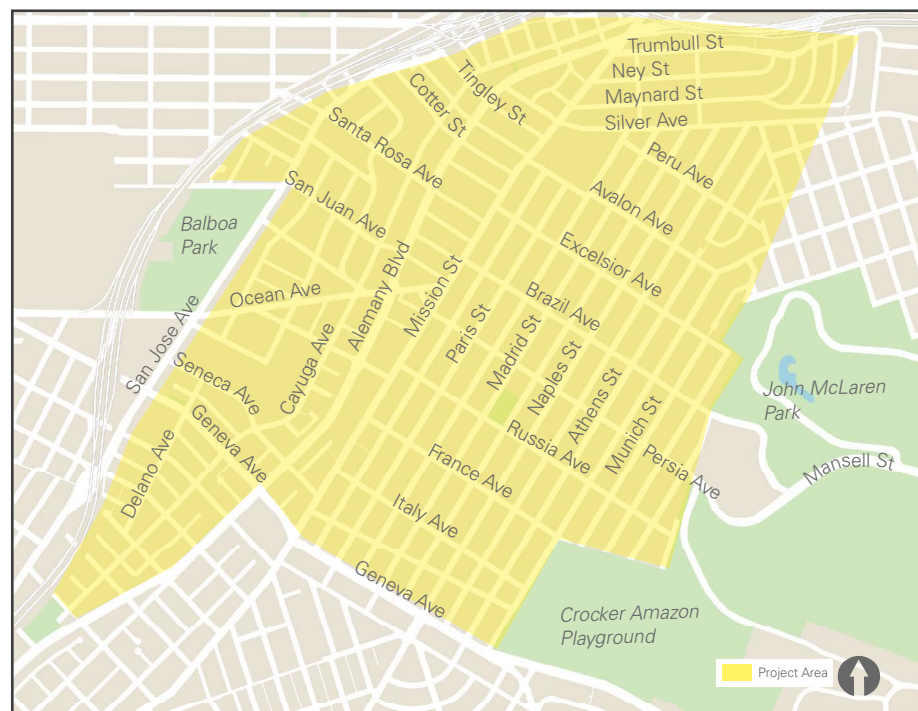 Trumbull St
Ney St
Maynard St
Silver Ave
Tingley St
Cotter St
Santa Rosa Ave
San Juan Ave
Peru Ave
Avalon Ave
Excelsior Ave
Brazil Ave
Balboa
Park
Ocean Ave
Alemany Blvd
Mission St
Paris St
Madrid St
Naples St
Athens St
Munich St
San Jose Ave
Seneca Ave
Cayuga Ave
Geneva Ave
Delano Ave
Russia Ave
Persia Ave
France Ave
Italy Ave
Geneva Ave
John McLaren
Park
Mansell St
Crocker Amazon
Playground
Project Area